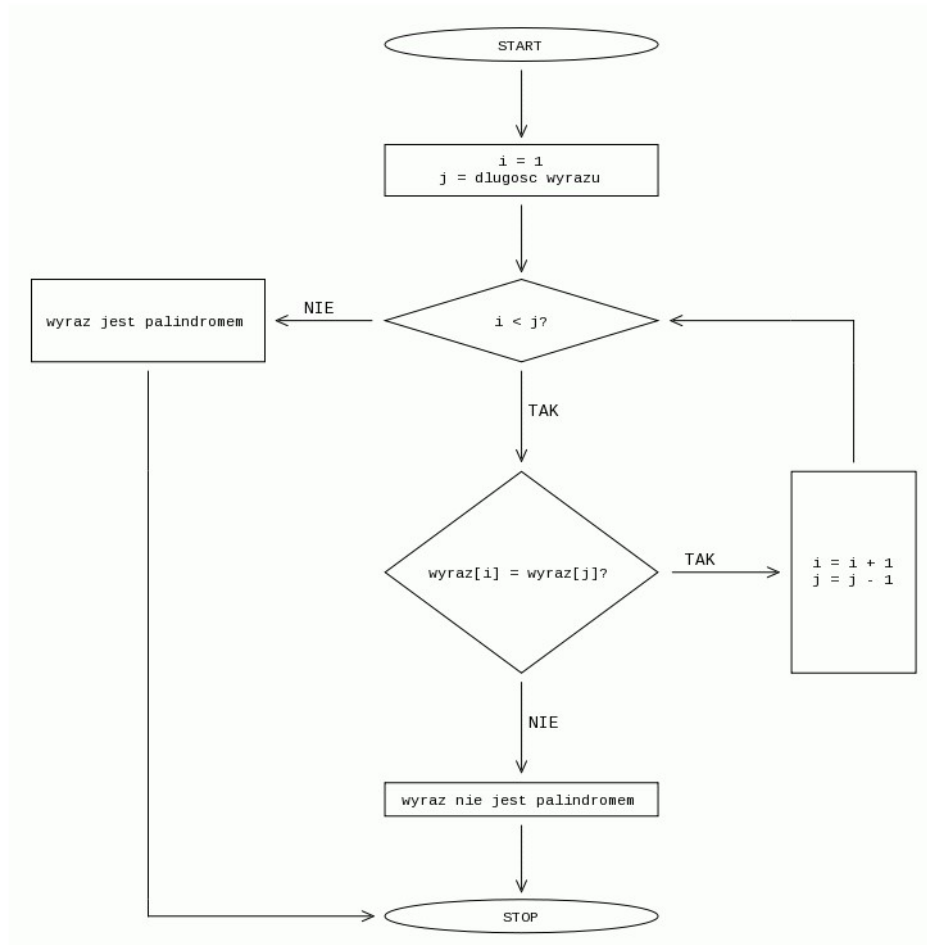 START
i = 1
j = dlugosc wyrazu
NIE
wyraz jest palindromem
i < j?
TAK
wyraz[i] = wyraz[j]?
TAK
i = i + 1
j = j - 1
NIE
wyraz nie jest palindromem
STOP